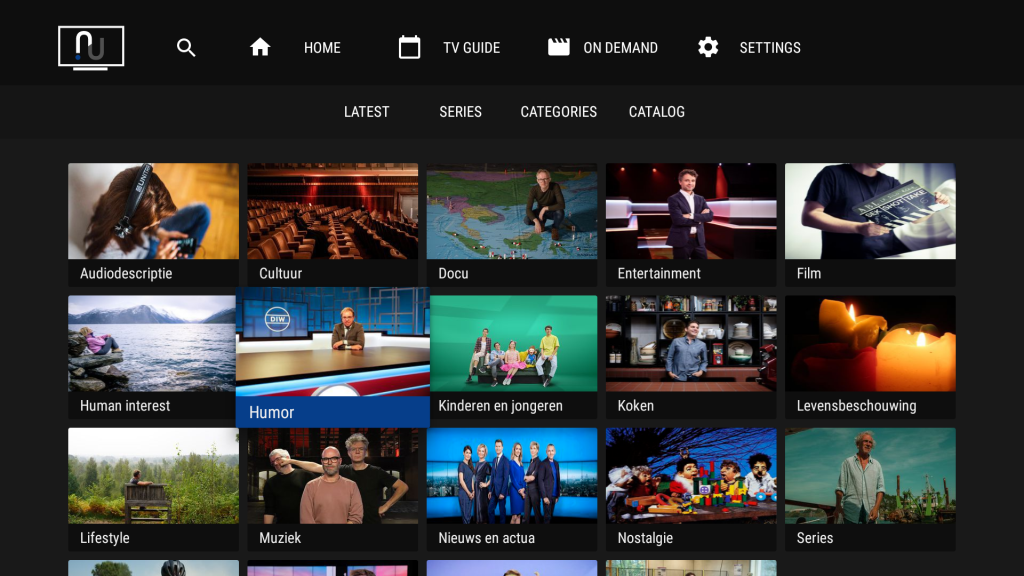 nu
HOME
TV GUIDE
ON DEMAND
SETTINGS
LATEST
SERIES
CATEGORIES
CATALOG
Audiodescriptie
Cultuur
Docu
Entertainment
Film
DIW
Human interest
Humor
Kinderen en jongeren
Koken
Levensbeschouwing
Lifestyle
Muziek
Nieuws en actua
Nostalgie
Series